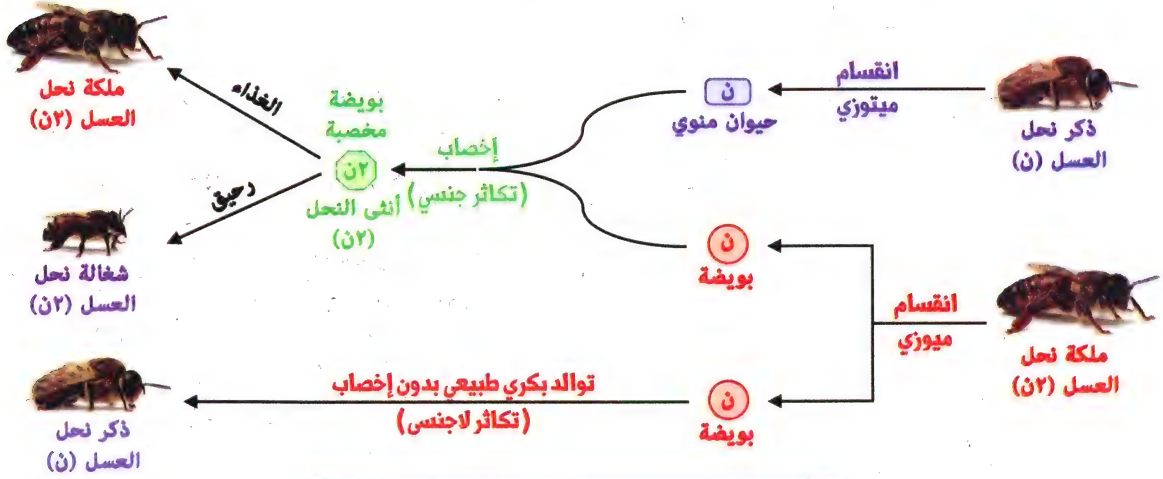 ذكر نحل
العسل (ن)
انقسام
ميتوزي
ن
حيوان منوي
إخصاب
(تكاثر جنسي)
بويضة
مخصبة
٢ن
أنثى النحل
(٢ن)
الغذاء
ملكة نحل
العسل (٢ن)
رحيق
شغالة نحل
العسل (٢ن)
ملكة نحل
العسل (٢ن)
انقسام
ميوزي
ن
بويضة
ن
بويضة
توالد بكري طبيعي بدون إخصاب
(تكاثر لاجنسى)
ذكر نحل
العسل (ن)